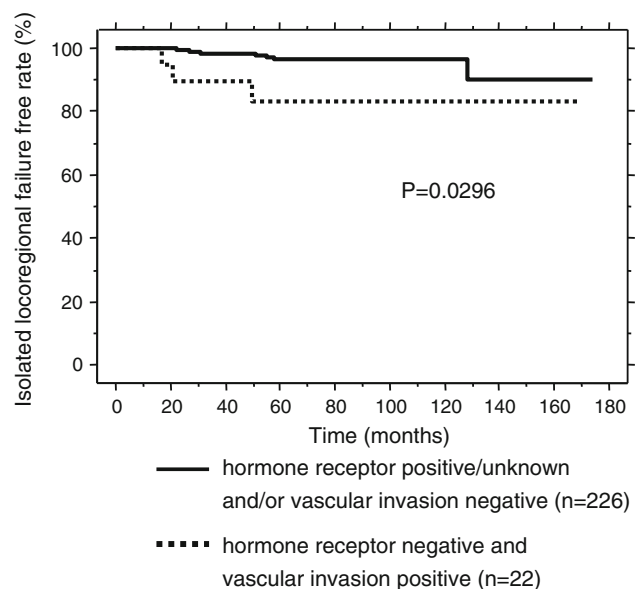 Isolated locoregional failure free rate (%)
100
80
60
40
20
0
P=0.0296
0 20 40 60 80 100 120 140 160 180
Time (months)
hormone receptor positive/unknown
and/or vascular invasion negative (n=226)
hormone receptor negative and
vascular invasion positive (n=22)